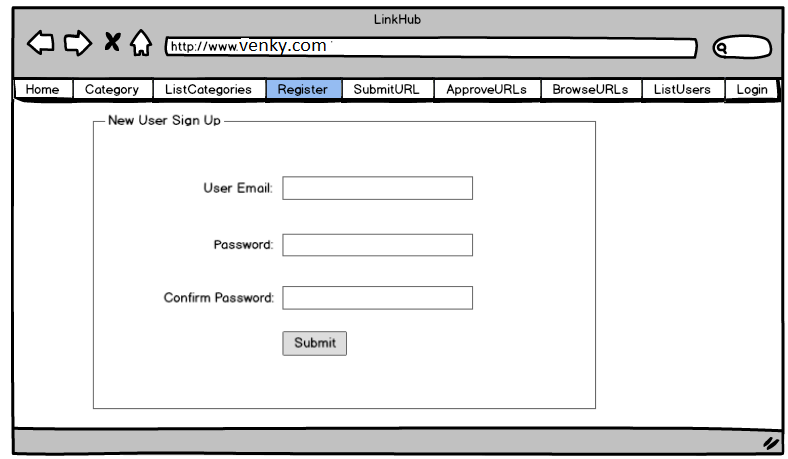 LinkHub
http://www.venky.com
Home Category ListCategories Register SubmitURL ApproveURLs BrowseURLs ListUsers Login
New User Sign Up
User Email:
Password:
Confirm Password:
Submit